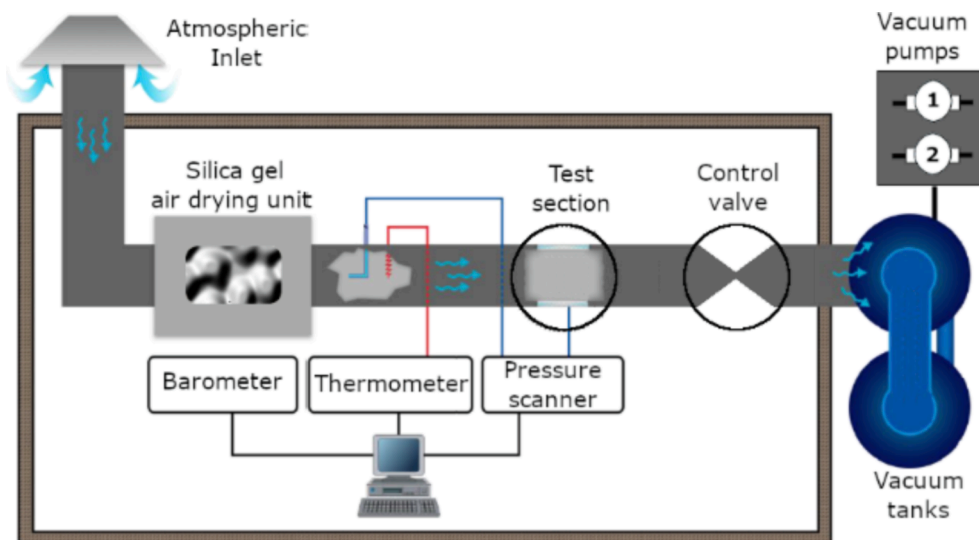 Atmospheric
Inlet
Vacuum
pumps
1
2
Silica gel
air drying unit
Test
section
Control
valve
Barometer
Thermometer
Pressure
scanner
Vacuum
tanks